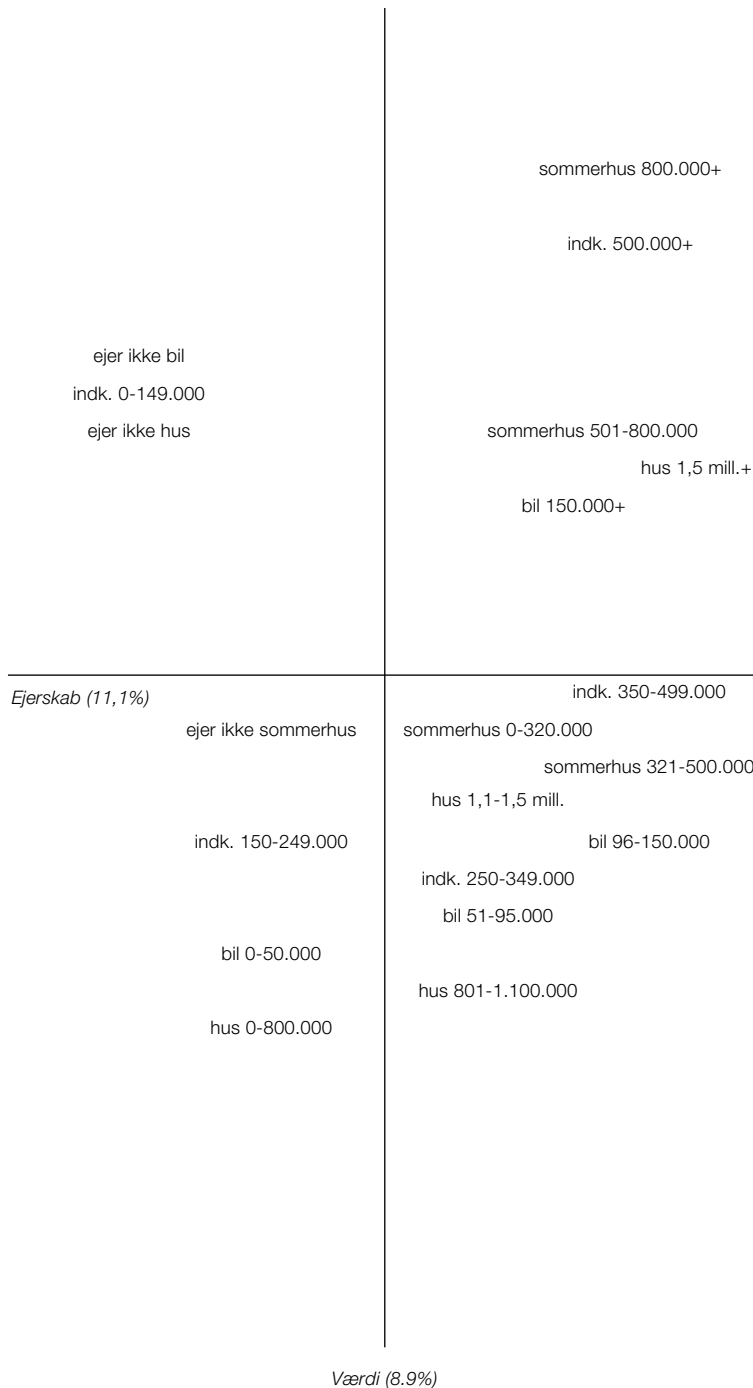 sommerhus 800.000+
indk. 500.000+
ejer ikke bil
indk. 0-149.000
ejer ikke hus
sommerhus 501-800.000
hus 1,5 mill.+
bil 150.000+
Ejerskab (11,1%)
indk. 350-499.000
ejer ikke sommerhus
sommerhus 0-320.000
sommerhus 321-500.000
hus 1,1-1,5 mill.
indk. 150-249.000
bil 96-150.000
indk. 250-349.000
bil 51-95.000
bil 0-50.000
hus 801-1.100.000
hus 0-800.000
Værdi (8.9%)